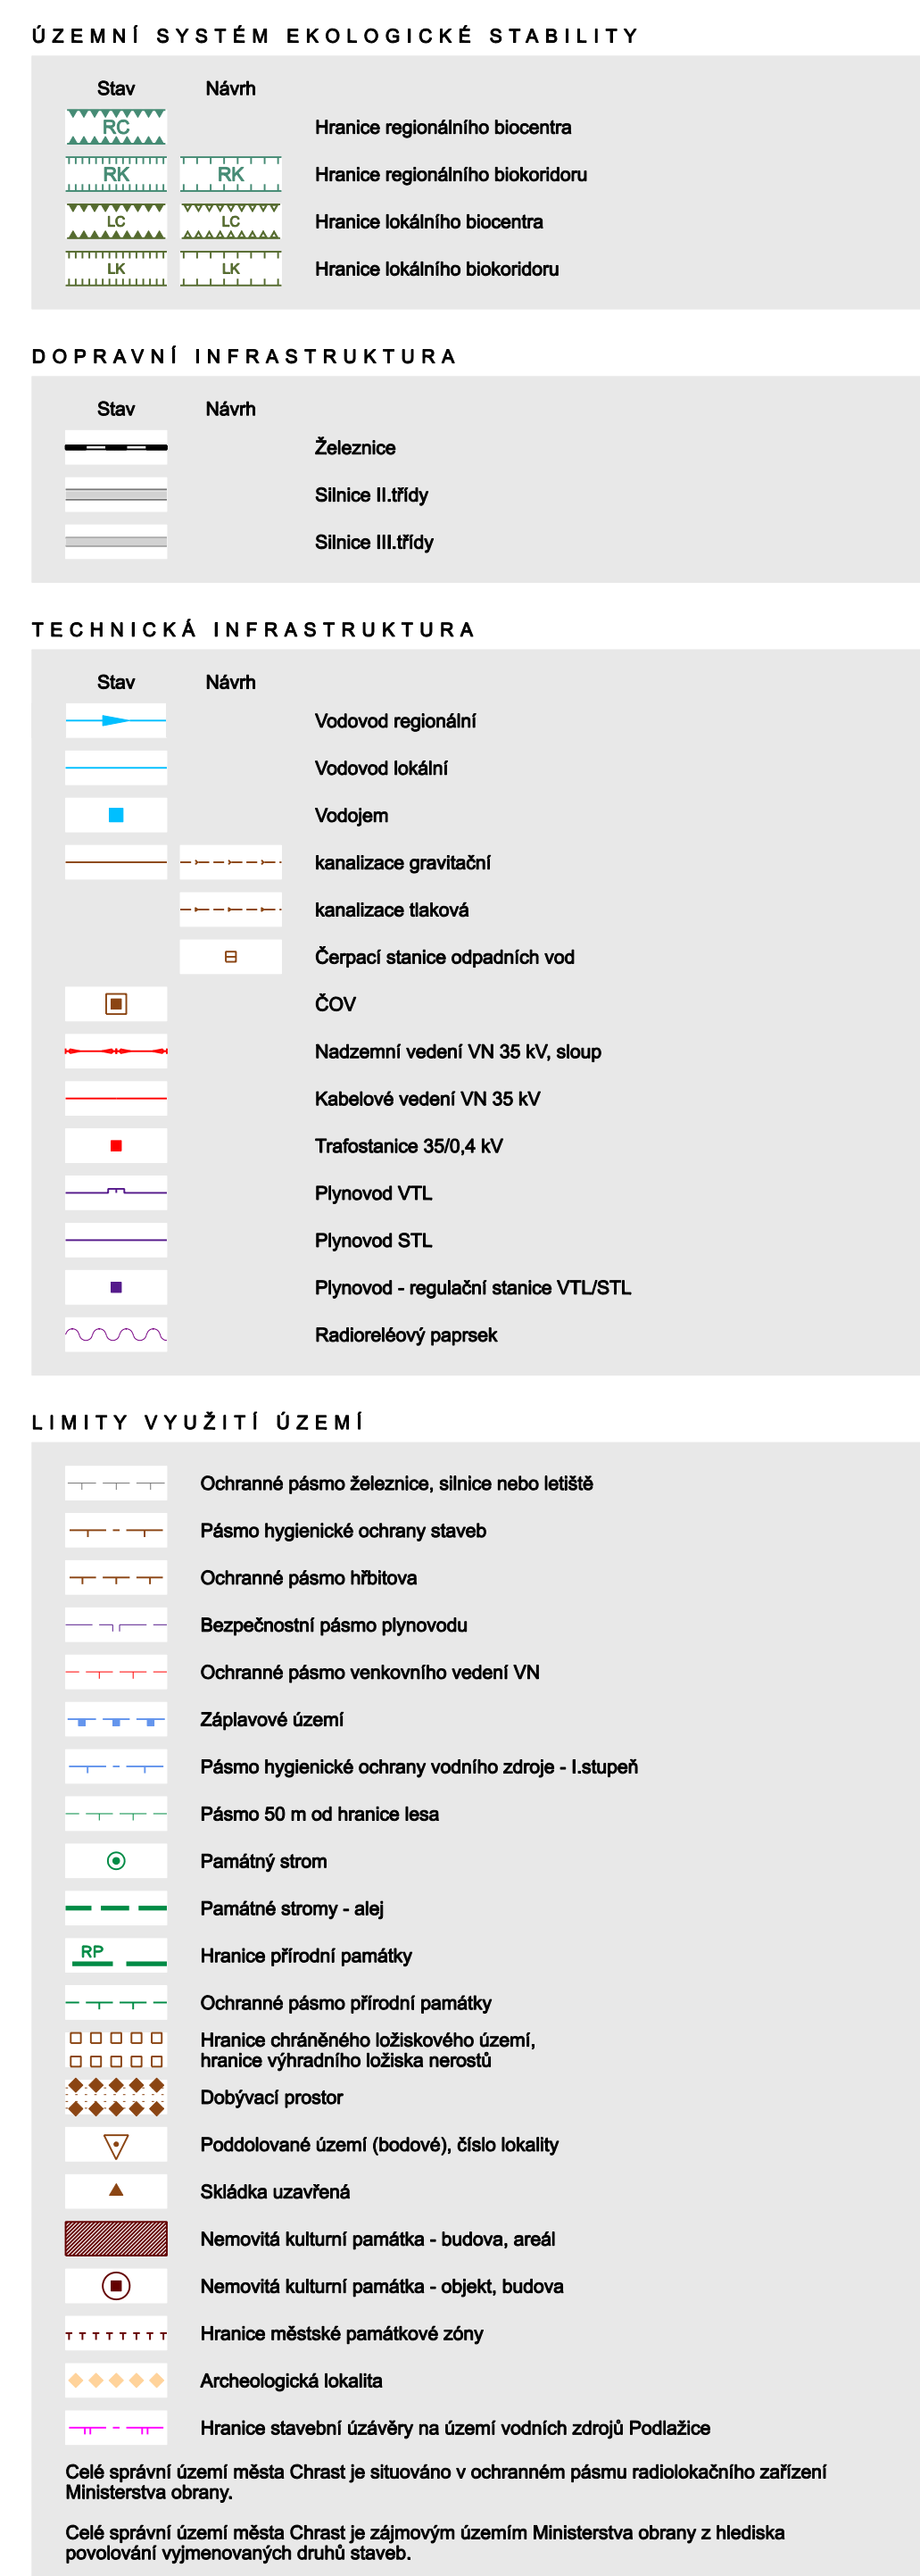 ÚZEMNÍ SYSTÉM EKOLOGICKÉ STABILITY
Stav Návrh
RC Hranice regionálního biocentra
RK RK Hranice regionálního biokoridoru
LC LC Hranice lokálního biocentra
LK LK Hranice lokálního biokoridoru
DOPRAVNÍ INFRASTRUKTURA
Stav Návrh
Železnice
Silnice II.třídy
Silnice III.třídy
TECHNICKÁ INFRASTRUKTURA
Stav Návrh
Vodovod regionální
Vodovod lokální
Vodojem
kanalizace gravitační
kanalizace tlaková
Čerpací stanice odpadních vod
ČOV
Nadzemní vedení VN 35 kV, sloup
Kabelové vedení VN 35 kV
Trafostanice 35/0,4 kV
Plynovod VTL
Plynovod STL
Plynovod - regulační stanice VTL/STL
Radioreléový paprsek
LIMITY VYUŽITÍ ÚZEMÍ
Ochranné pásmo železnice, silnice nebo letiště
Pásmo hygienické ochrany staveb
Ochranné pásmo hřbitova
Bezpečnostní pásmo plynovodu
Ochranné pásmo venkovního vedení VN
Záplavové území
Pásmo hygienické ochrany vodního zdroje - I.stupeň
Pásmo 50 m od hranice lesa
Památný strom
Památné stromy - alej
RP Hranice přírodní památky
Ochranné pásmo přírodní památky
Hranice chráněného ložiskového území,
hranice výhradního ložiska nerostů
Dobývací prostor
Poddolované území (bodové), číslo lokality
Skládka uzavřená
Nemovitá kulturní památka - budova, areál
Nemovitá kulturní památka - objekt, budova
Hranice městské památkové zóny
Archeologická lokalita
Hranice stavební úzávěry na území vodních zdrojů Podlažice
Celé správní území města Chrast je situováno v ochranném pásmu radiolokačního zařízení
Ministerstva obrany.
Celé správní území města Chrast je zájmovým územím Ministerstva obrany z hlediska
povolování vyjmenovaných druhů staveb.